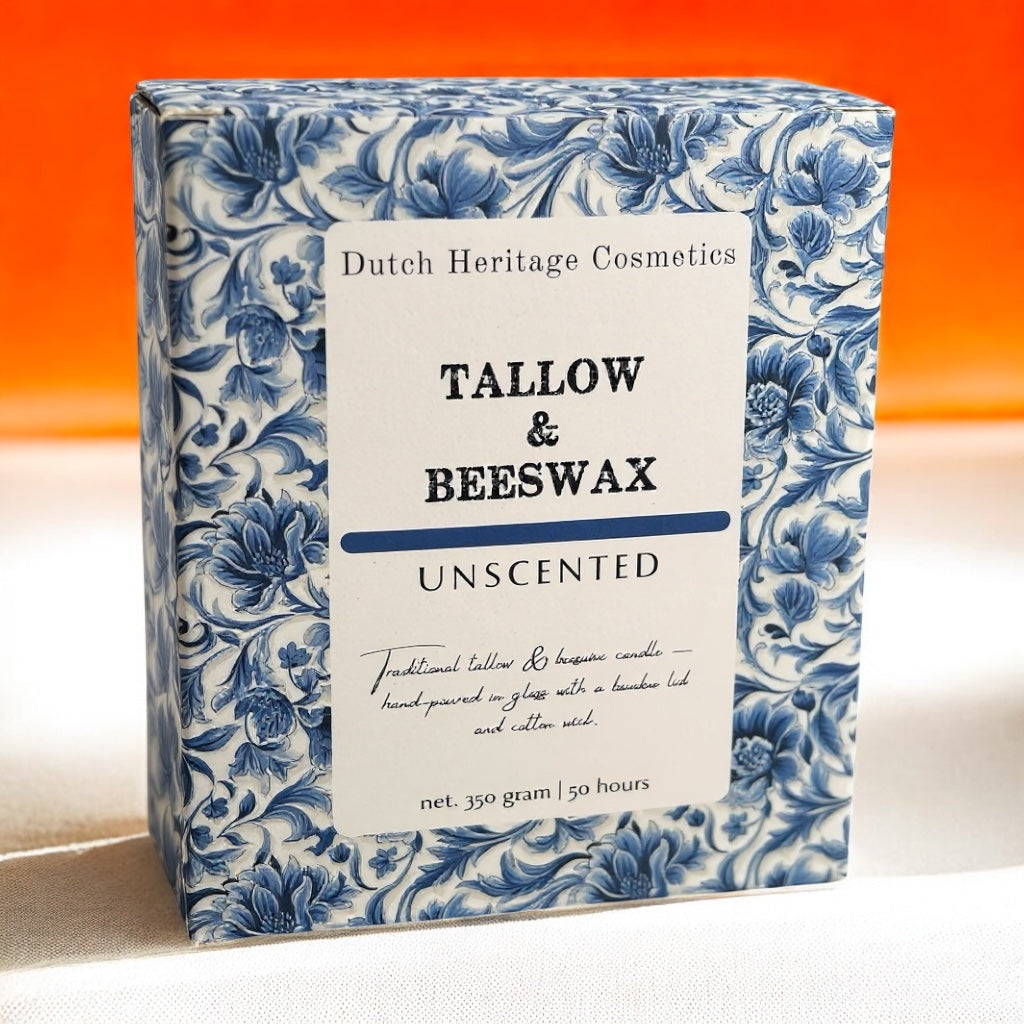 Dutch Heritage Cosmetics
TALLOW
&
BEESWAX
UNSCENTED
Traditional tallow & beeswax candle —
hand-poured in glass with a bamboo lid
and cotton wick.
net. 350 gram | 50 hours